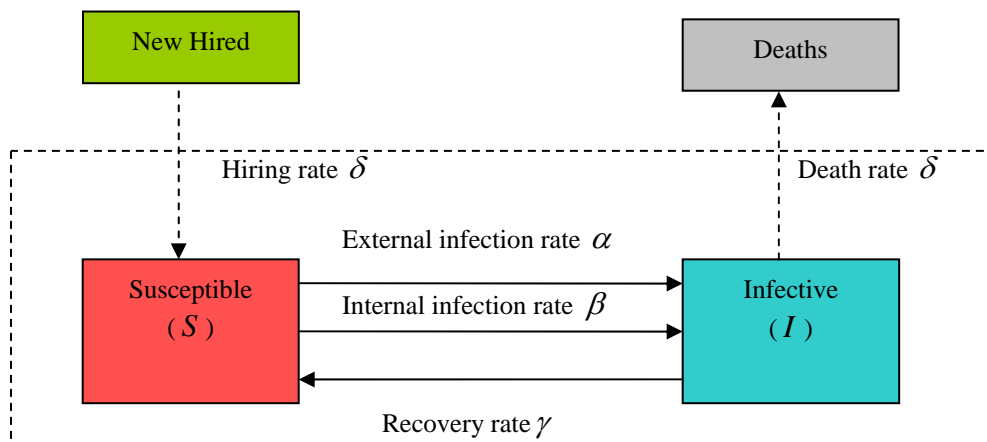 New Hired
Deaths
Hiring rate δ
Death rate δ
External infection rate α
Susceptible
( S )
Internal infection rate β
Infective
( I )
Recovery rate γ